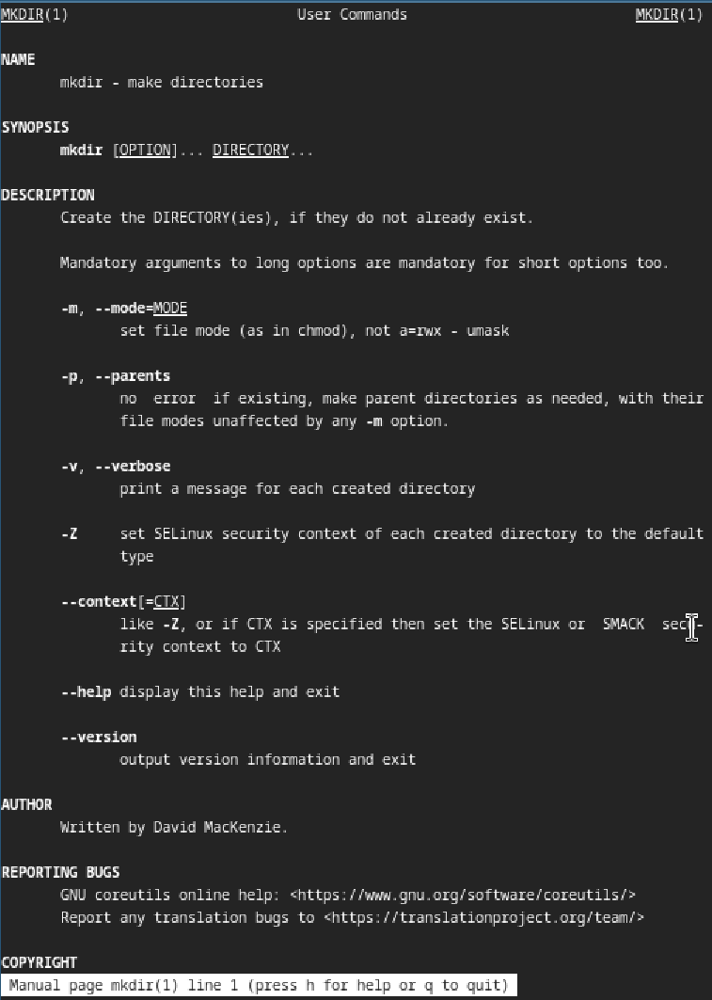 MKDIR(1) User Commands MKDIR(1)
NAME
mkdir - make directories
SYNOPSIS
mkdir [OPTION]... DIRECTORY...
DESCRIPTION
Create the DIRECTORY(ies), if they do not already exist.
Mandatory arguments to long options are mandatory for short options too.
-m, --mode=MODE
set file mode (as in chmod), not a=rwx - umask
-p, --parents
no error if existing, make parent directories as needed, with their
file modes unaffected by any -m option.
-v, --verbose
print a message for each created directory
-Z set SELinux security context of each created directory to the default
type
--context[=CTX]
like -Z, or if CTX is specified then set the SELinux or SMACK secu-
rity context to CTX
--help display this help and exit
--version
output version information and exit
AUTHOR
Written by David MacKenzie.
REPORTING BUGS
GNU coreutils online help: <https://www.gnu.org/software/coreutils/>
Report any translation bugs to <https://translationproject.org/team/>
COPYRIGHT
Manual page mkdir(1) line 1 (press h for help or q to quit)